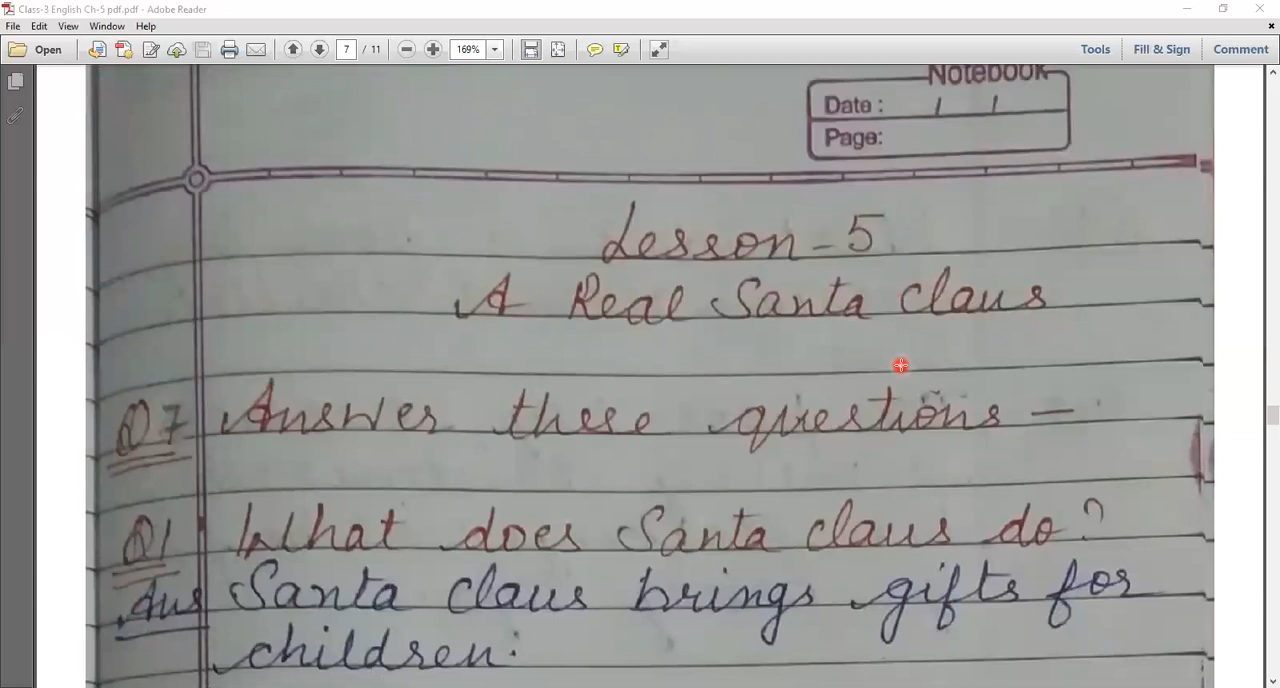 Class-3 English Ch-5 pdf.pdf - Adobe Reader
File Edit View Window Help
Open 7 / 11 169% Tools Fill & Sign Comment
Notebook
Date : / /
Page:
Lesson - 5
A Real Santa Claus
Q7 Answer these questions —
Q1 What does Santa claus do?
Ans Santa claus brings gifts for
children.